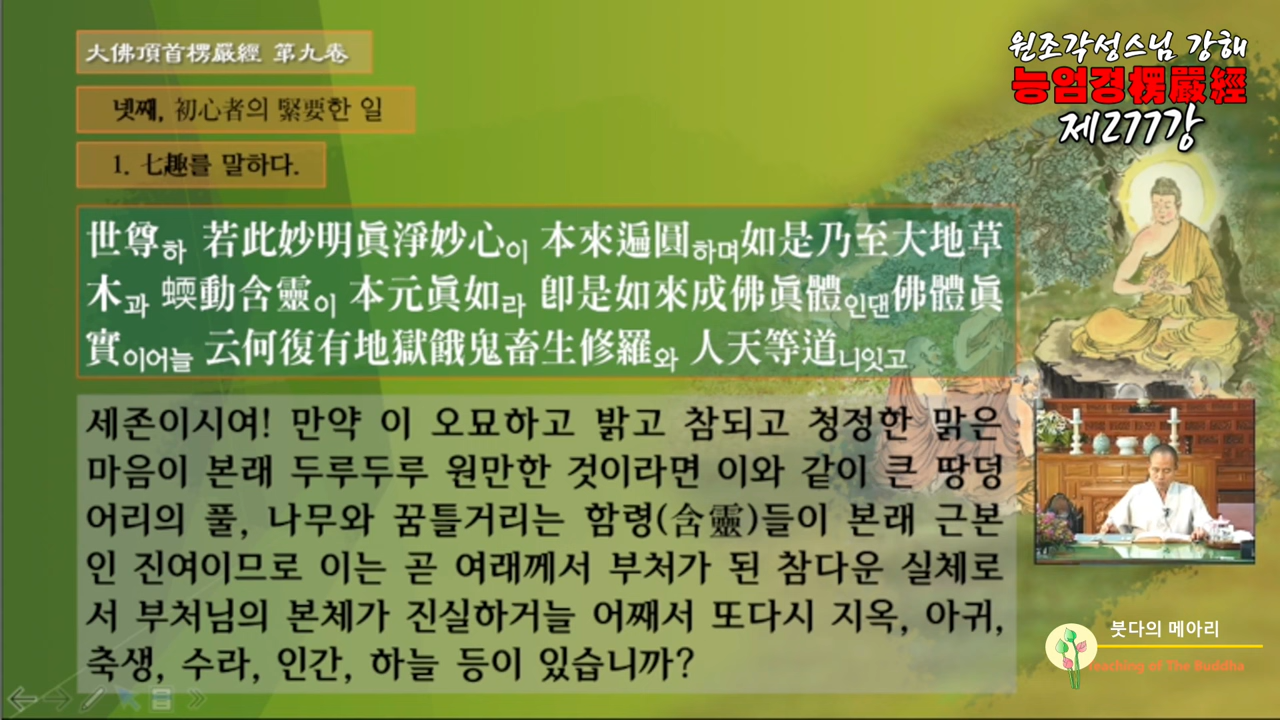 大佛頂首楞嚴經 第九卷
넷째, 初心者의 緊要한 일
1. 七趣를 말하다.
世尊하 若此妙明眞淨妙心이 本來遍圓하며如是乃至大地草
木과 蝡動含靈이 本元眞如라 卽是如來成佛眞體인댄佛體眞
實이어늘 云何復有地獄餓鬼畜生修羅와 人天等道니잇고
세존이시여! 만약 이 오묘하고 밝고 참되고 청정한 맑은
마음이 본래 두루두루 원만한 것이라면 이와 같이 큰 땅덩
어리의 풀, 나무와 꿈틀거리는 함령(含靈)들이 본래 근본
인 진여이므로 이는 곧 여래께서 부처가 된 참다운 실체로
서 부처님의 본체가 진실하거늘 어째서 또다시 지옥, 아귀,
축생, 수라, 인간, 하늘 등이 있습니까?
원조각성스님 강해
능엄경楞嚴經
제277강
붓다의 메아리
Teaching of The Buddha